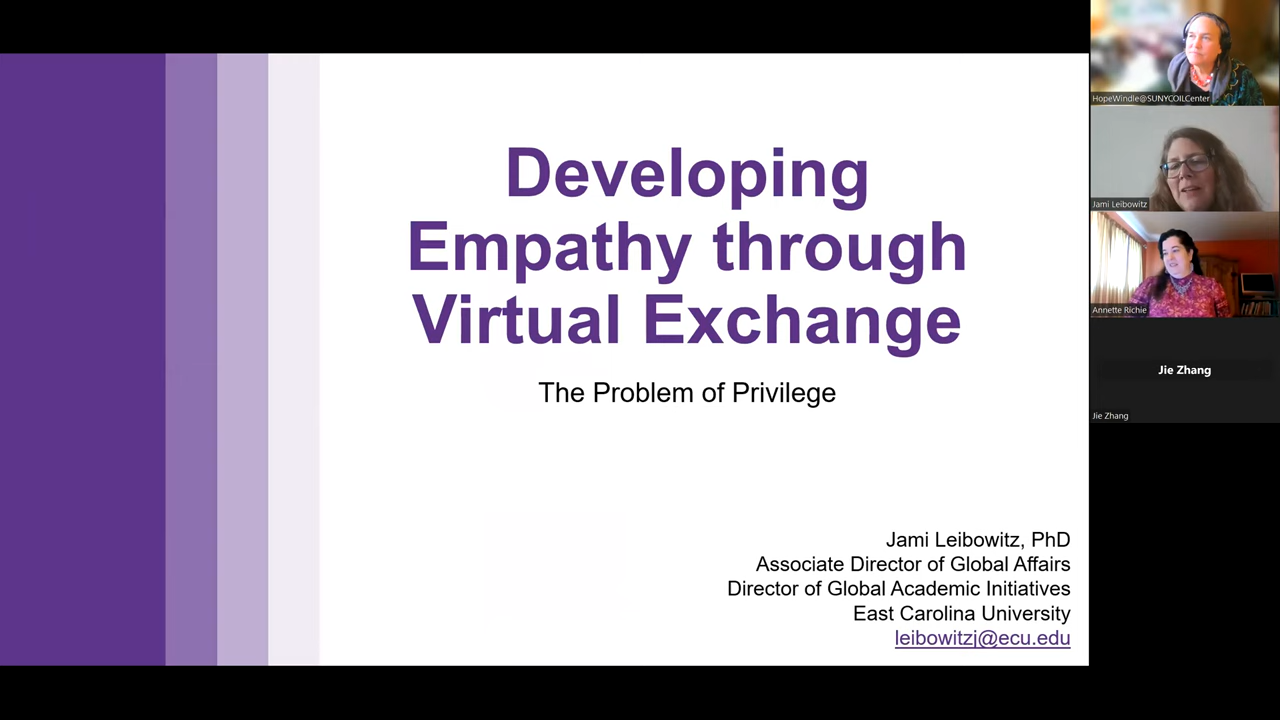 Developing
Empathy through
Virtual Exchange
The Problem of Privilege
Jami Leibowitz, PhD
Associate Director of Global Affairs
Director of Global Academic Initiatives
East Carolina University
leibowitzj@ecu.edu
HopeWindle@SUNYCOILCenter
Jami Leibowitz
Annette Richie
Jie Zhang
Jie Zhang